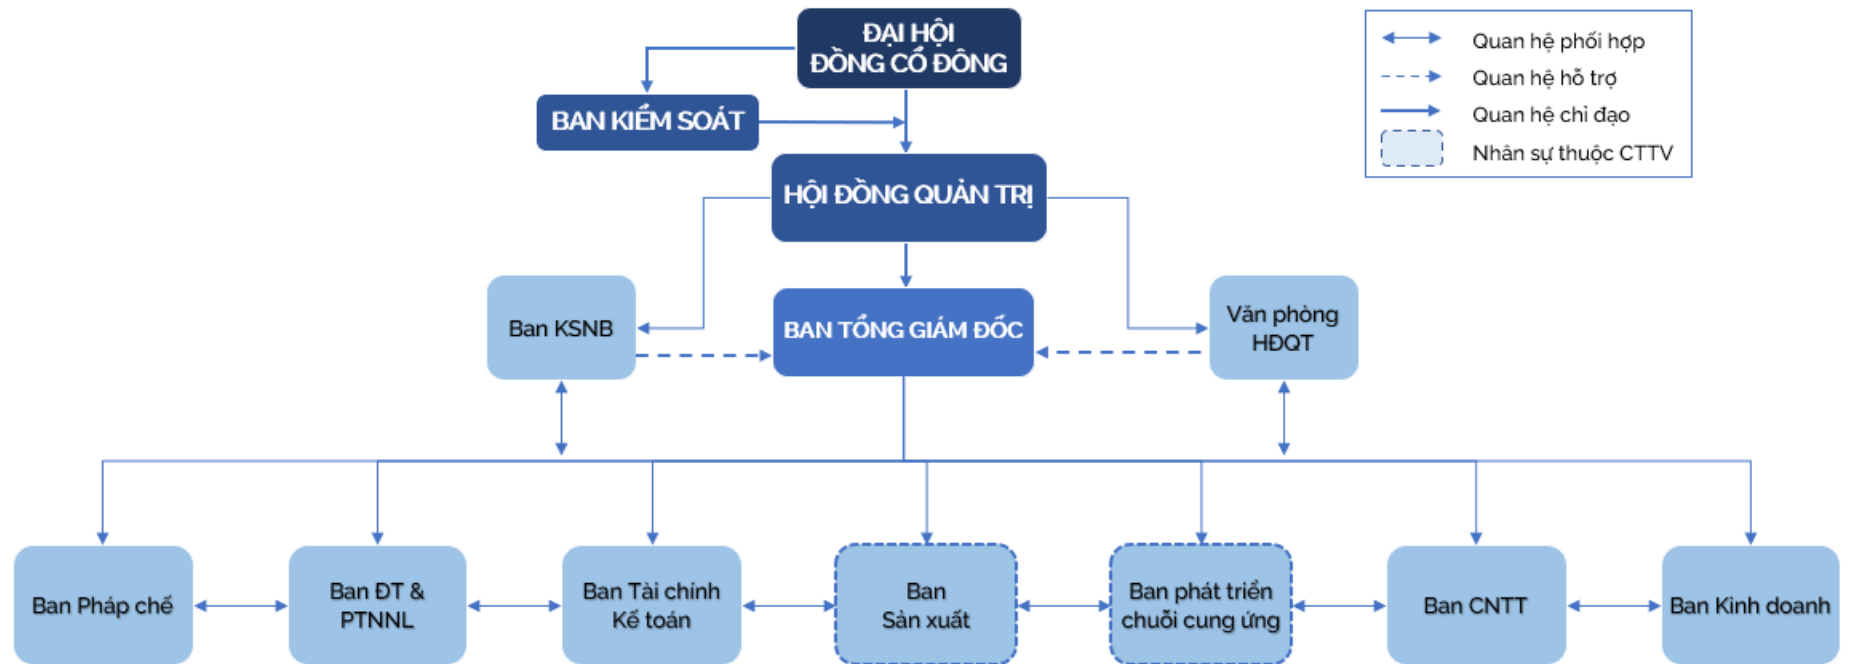 ĐẠI HỘI
ĐỒNG CỔ ĐÔNG
BAN KIỂM SOÁT
Quan hệ phối hợp
Quan hệ hỗ trợ
Quan hệ chỉ đạo
Nhân sự thuộc CTTV
HỘI ĐỒNG QUẢN TRỊ
Ban KSNB
BAN TỔNG GIÁM ĐỐC
Văn phòng
HĐQT
Ban Pháp chế
Ban ĐT &
PTNNL
Ban Tài chính
Kế toán
Ban
Sản xuất
Ban phát triển
chuỗi cung ứng
Ban CNTT
Ban Kinh doanh